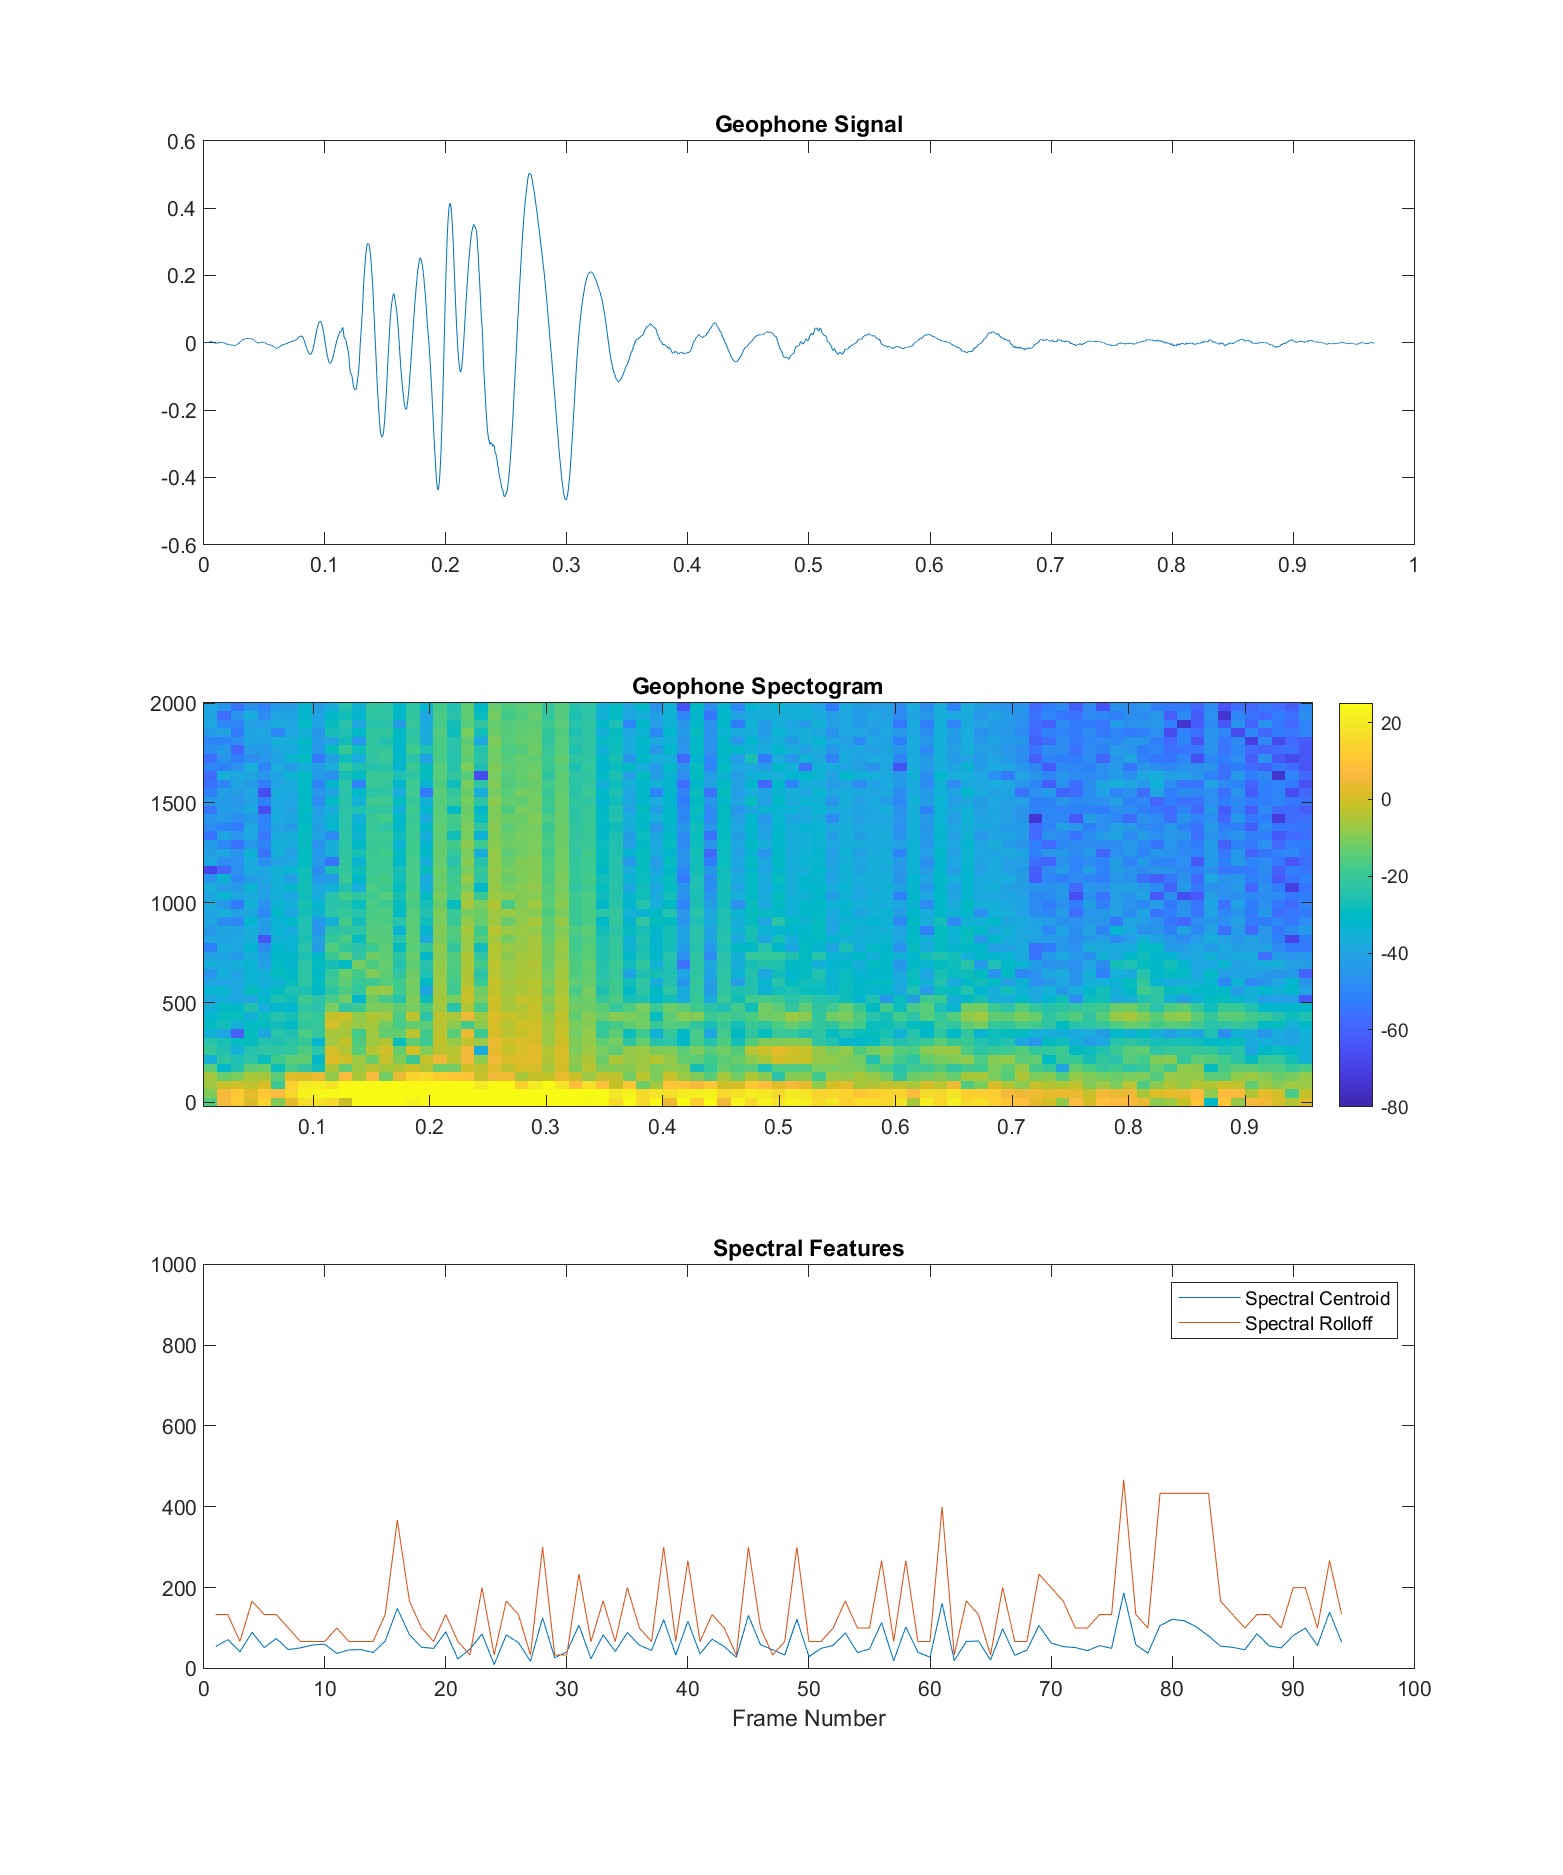 Geophone Signal
0.6
0.4
0.2
0
-0.2
-0.4
-0.6
0 0.1 0.2 0.3 0.4 0.5 0.6 0.7 0.8 0.9 1
Geophone Spectogram
2000
1500
1000
500
0
20
0
-20
-40
-60
-80
0.1 0.2 0.3 0.4 0.5 0.6 0.7 0.8 0.9
Spectral Features
1000
800
600
400
200
0
Spectral Centroid
Spectral Rolloff
0 10 20 30 40 50 60 70 80 90 100
Frame Number